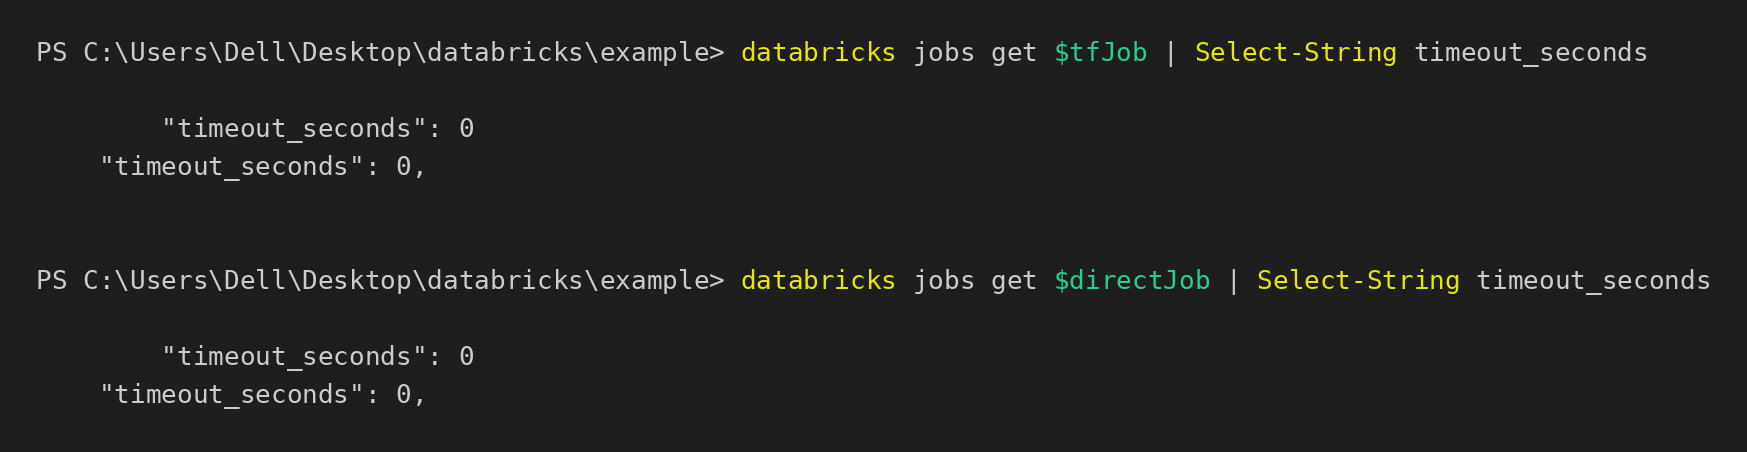 PS C:\Users\Dell\Desktop\databricks\example> databricks jobs get $tfJob | Select-String timeout_seconds
        "timeout_seconds": 0
    "timeout_seconds": 0,
PS C:\Users\Dell\Desktop\databricks\example> databricks jobs get $directJob | Select-String timeout_seconds
        "timeout_seconds": 0
    "timeout_seconds": 0,